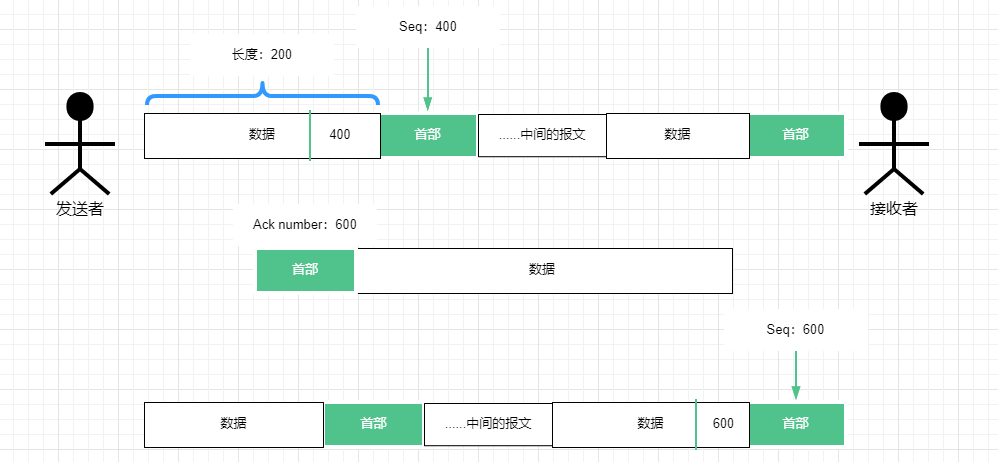 Seq：400
长度：200
数据
400
首部
......中间的报文
数据
首部
发送者
接收者
Ack number：600
首部
数据
Seq：600
数据
首部
......中间的报文
数据
600
首部